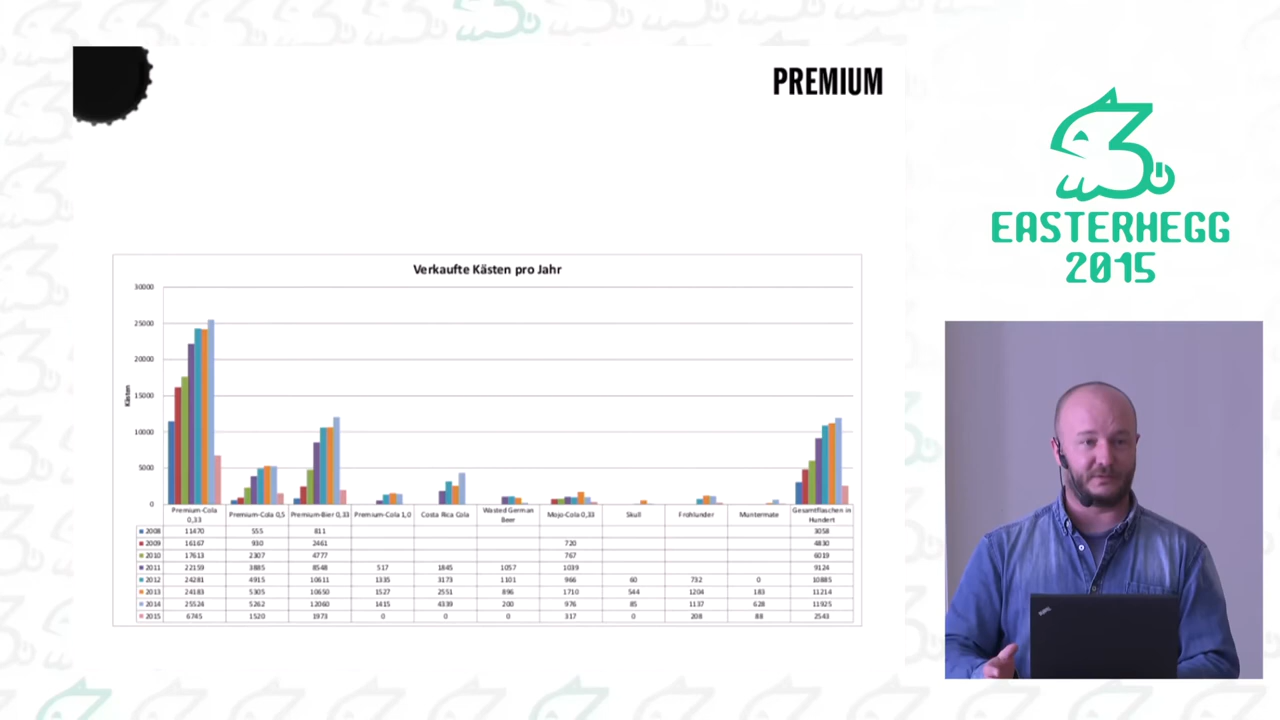 PREMIUM
EASTERHEGG
2015
Verkaufte Kästen pro Jahr
Kästen
30000
25000
20000
15000
10000
5000
0
Premium-Cola 0,33 Premium-Cola 0,5 Premium-Bier 0,33 Premium-Cola 1,0 Costa Rica Cola Wasted German Beer Mojo-Cola 0,33 Skull Frohlunder Muntermate Gesamtflaschen in Hundert
2008 11470 555 811 3058
2009 16167 930 2461 720 4830
2010 17613 2307 4777 767 6019
2011 22159 3885 8548 517 1845 1057 1039 9124
2012 24281 4915 10611 1335 3173 1101 966 60 732 0 10885
2013 24183 5305 10650 1527 2551 896 1710 544 1204 183 11214
2014 25524 5262 12060 1415 4339 200 976 85 1137 628 11925
2015 6745 1520 1973 0 0 0 317 0 208 88 2543